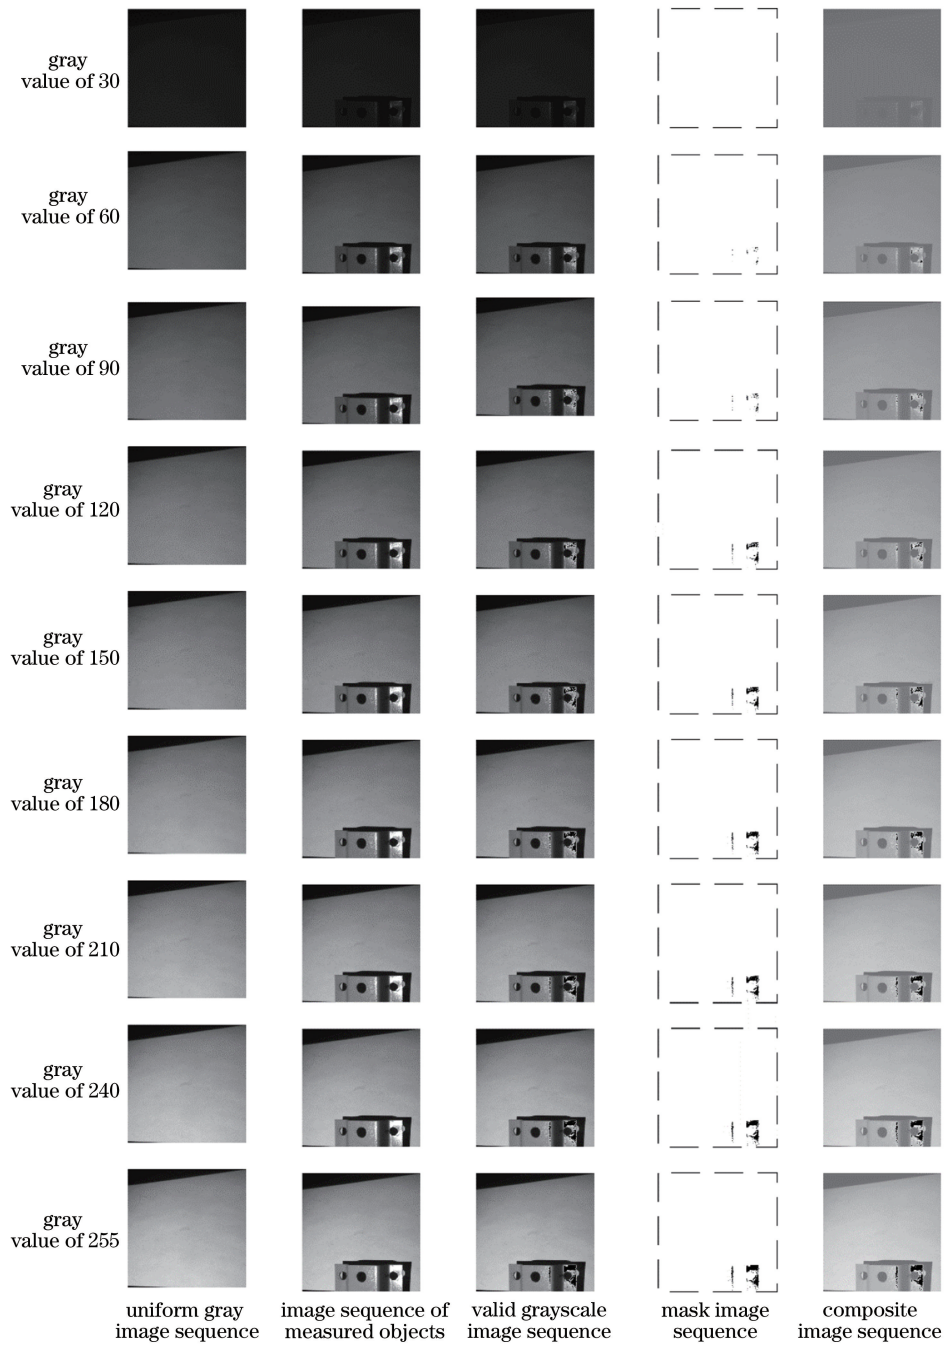 gray
value of 30
gray
value of 60
gray
value of 90
gray
value of 120
gray
value of 150
gray
value of 180
gray
value of 210
gray
value of 240
gray
value of 255
uniform gray
image sequence
image sequence of
measured objects
valid grayscale
image sequence
mask image
sequence
composite
image sequence